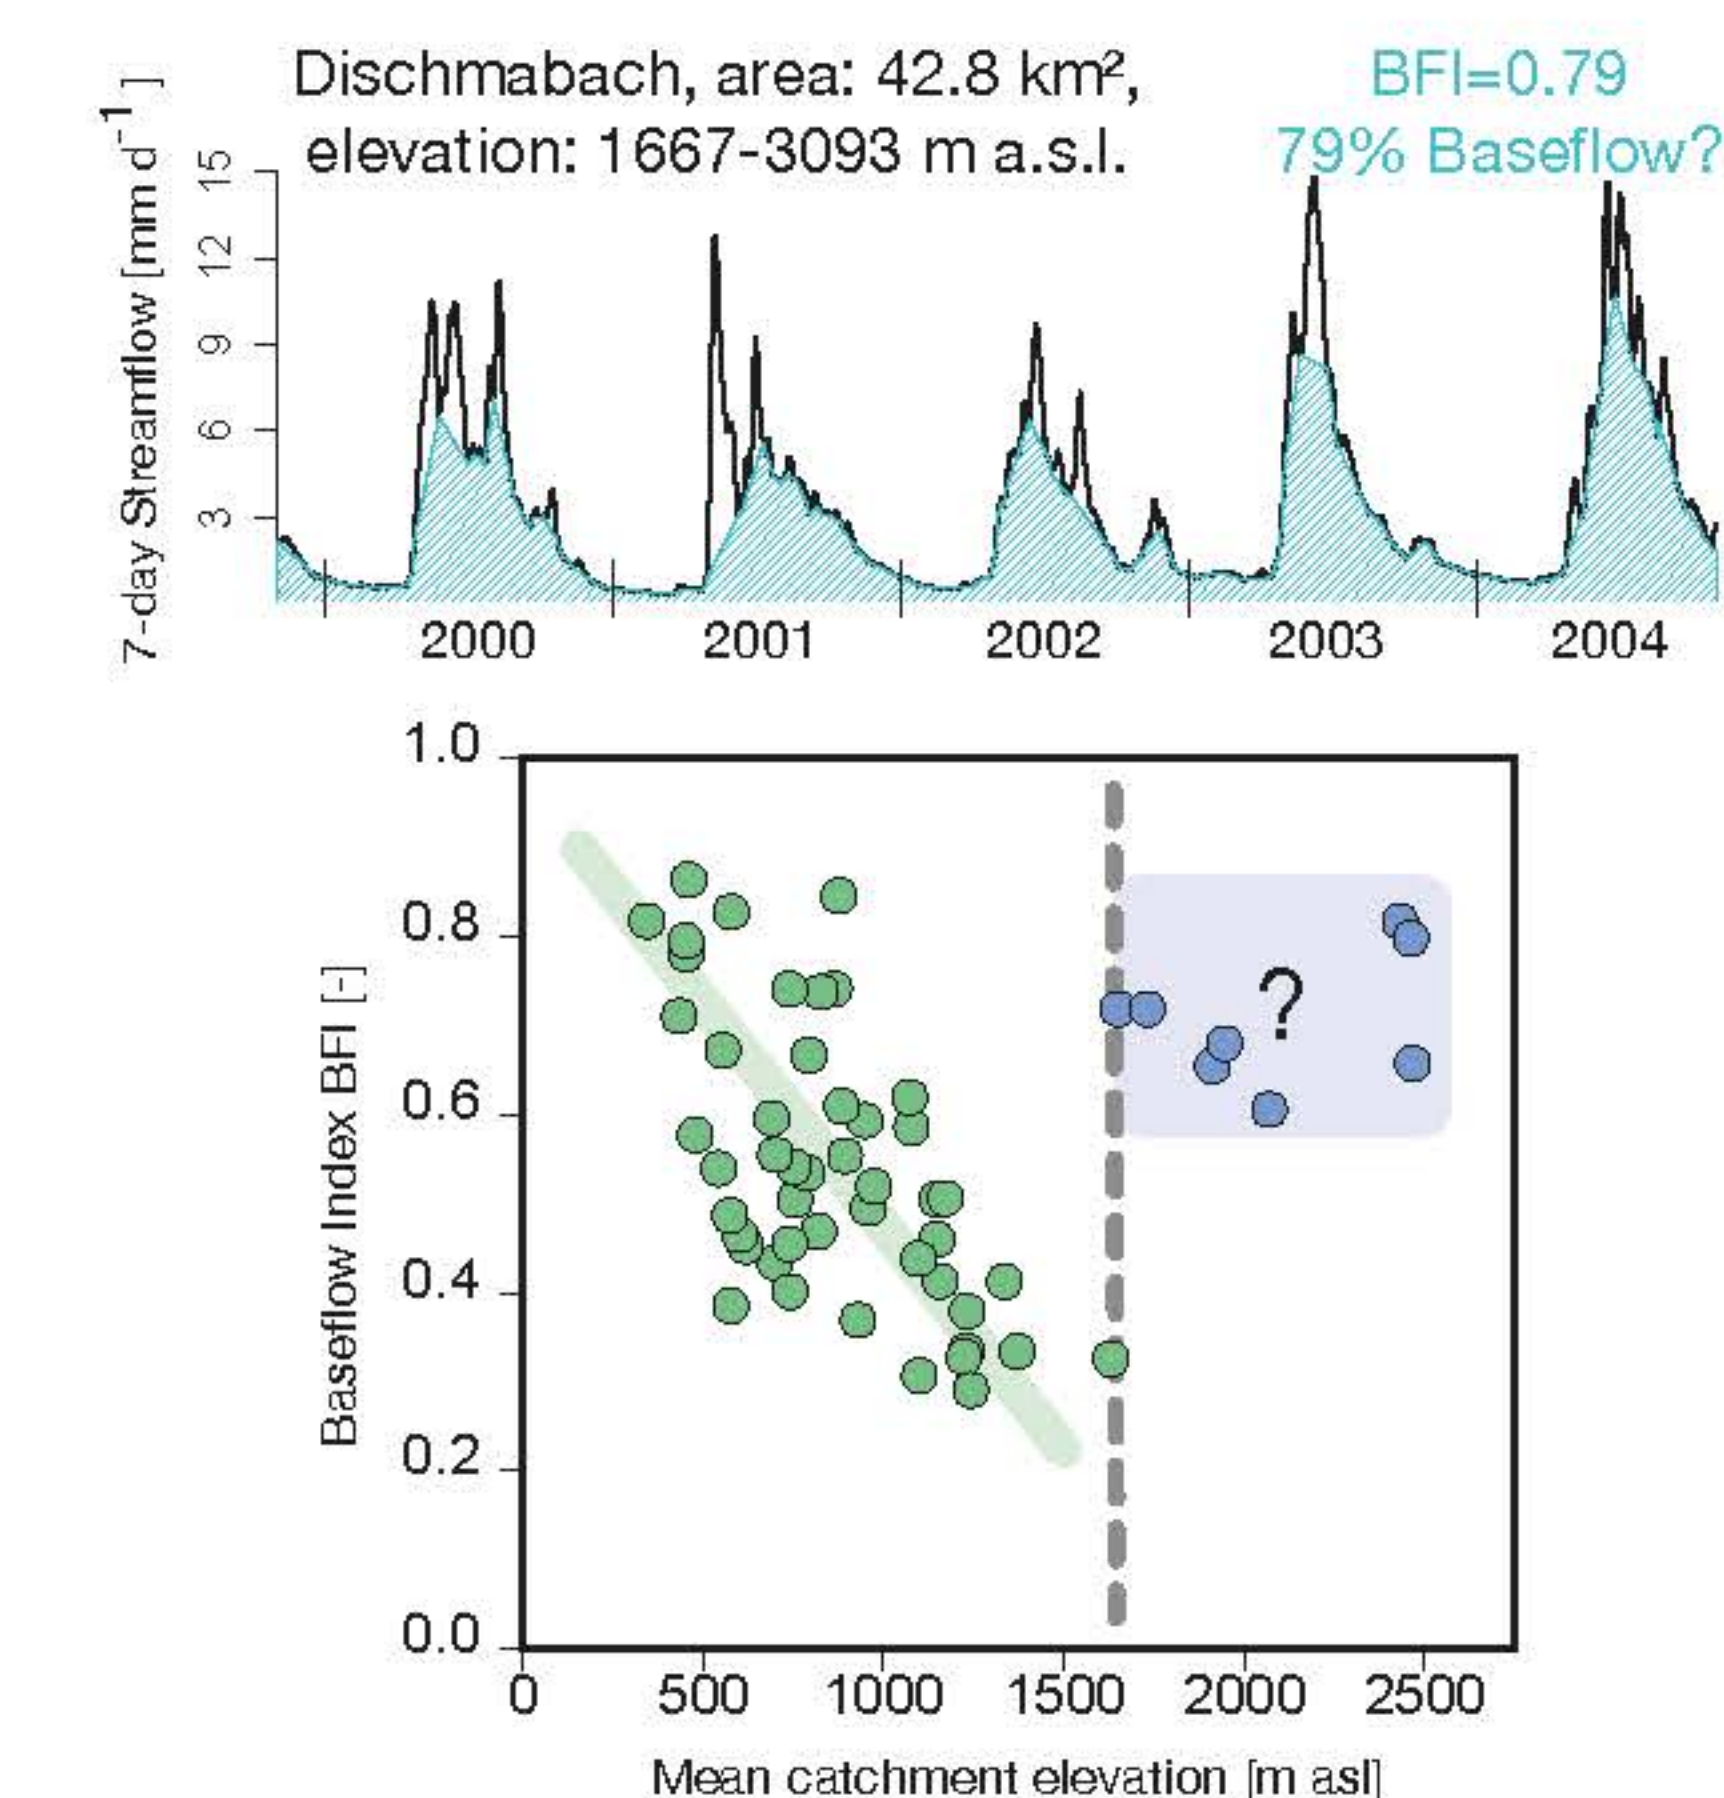 Dischmabach, area: 42.8 km²,
elevation: 1667-3093 m a.s.l.
BFI=0.79
79% Baseflow?
7-day Streamflow [mm d⁻¹]
15
12
9
6
3
2000 2001 2002 2003 2004
Baseflow Index BFI [-]
1.0
0.8
0.6
0.4
0.2
0.0
?
0 500 1000 1500 2000 2500
Mean catchment elevation [m asl]